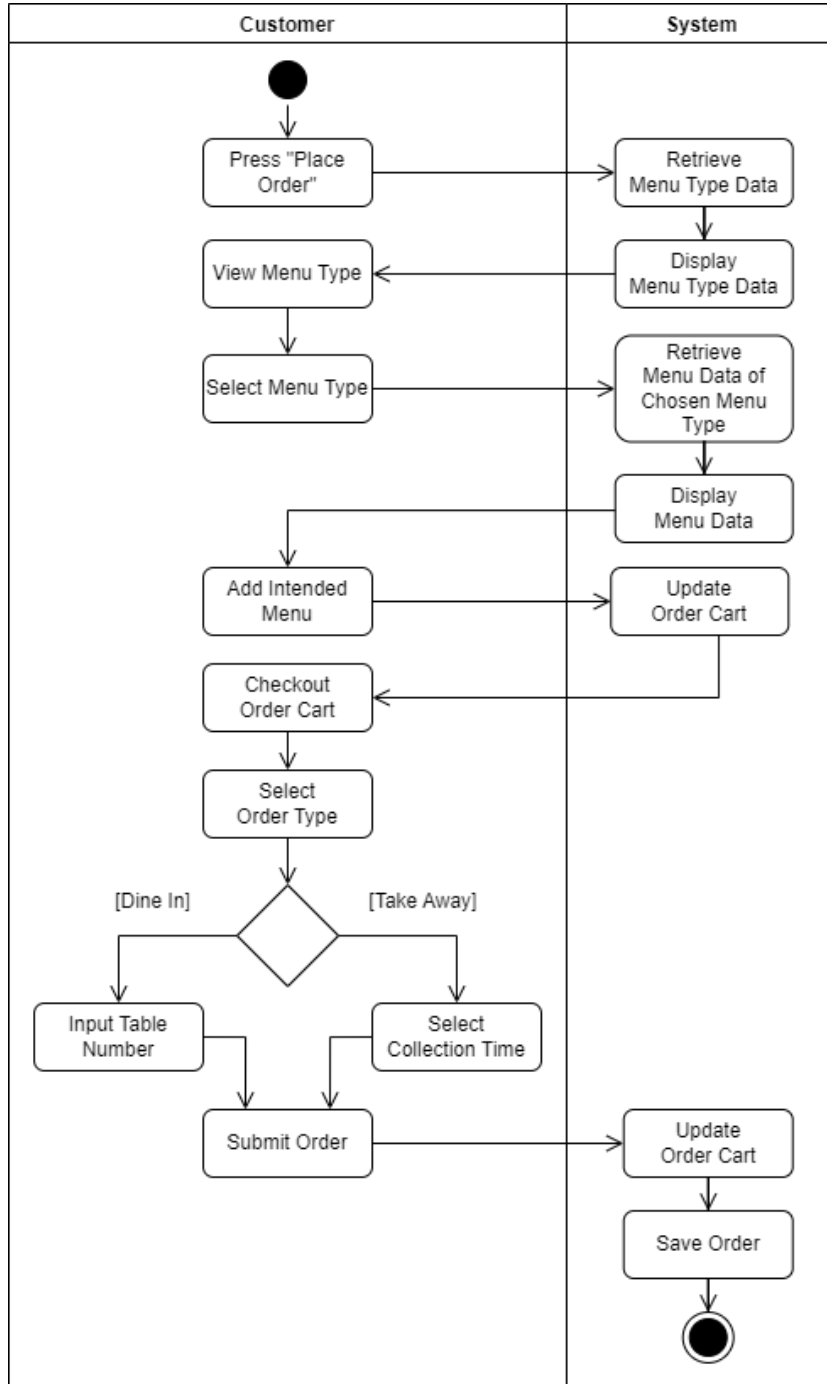 Customer
System
Press "Place
Order"
Retrieve
Menu Type Data
View Menu Type
Display
Menu Type Data
Select Menu Type
Retrieve
Menu Data of
Chosen Menu
Type
Display
Menu Data
Add Intended
Menu
Update
Order Cart
Checkout
Order Cart
Select
Order Type
[Dine In]
[Take Away]
Input Table
Number
Select
Collection Time
Submit Order
Update
Order Cart
Save Order